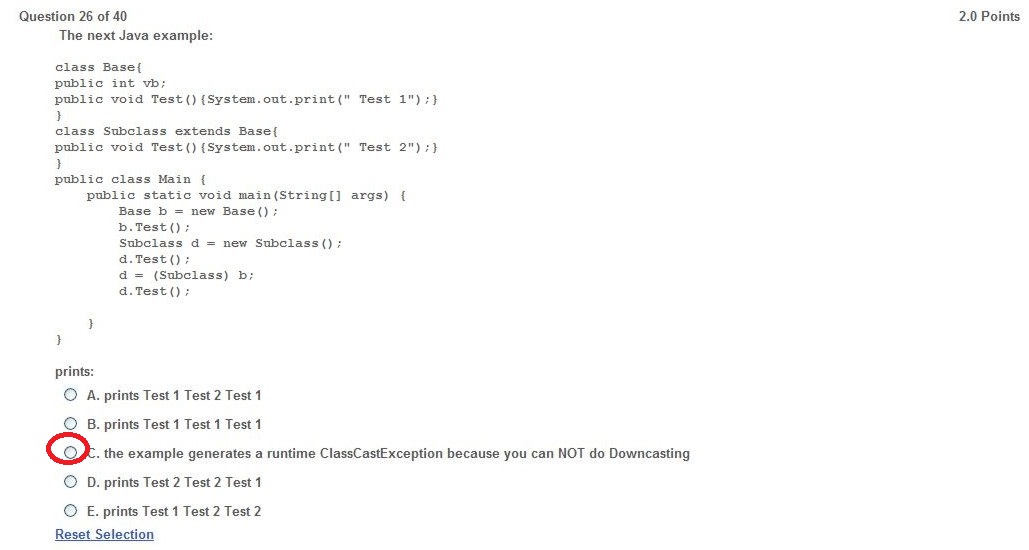 Question 26 of 40 2.0 Points
The next Java example:
class Base{
public int vb;
public void Test(){System.out.print(" Test 1");}
}
class Subclass extends Base{
public void Test(){System.out.print(" Test 2");}
}
public class Main {
public static void main(String[] args) {
Base b = new Base();
b.Test();
Subclass d = new Subclass();
d.Test();
d = (Subclass) b;
d.Test();
}
}
prints:
A. prints Test 1 Test 2 Test 1
B. prints Test 1 Test 1 Test 1
C. the example generates a runtime ClassCastException because you can NOT do Downcasting
D. prints Test 2 Test 2 Test 1
E. prints Test 1 Test 2 Test 2
Reset Selection